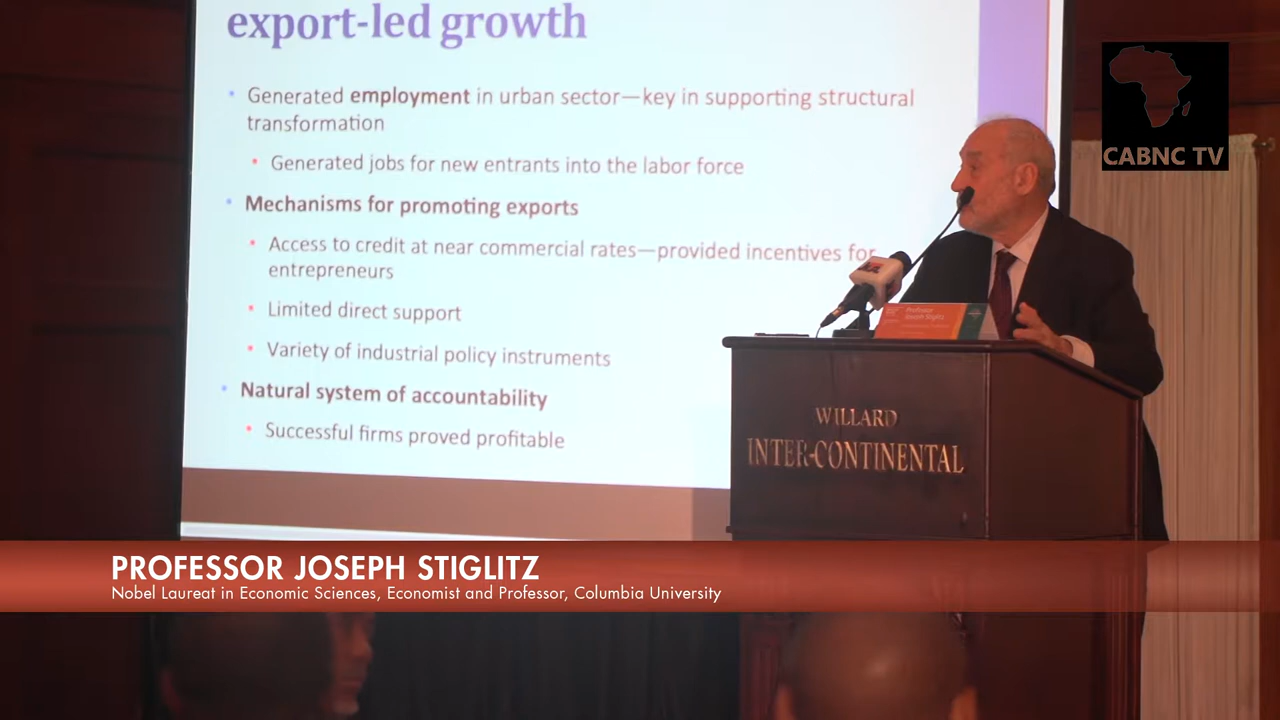 export-led growth
• Generated employment in urban sector—key in supporting structural
transformation
• Generated jobs for new entrants into the labor force
• Mechanisms for promoting exports
• Access to credit at near commercial rates—provided incentives for
entrepreneurs
• Limited direct support
• Variety of industrial policy instruments
• Natural system of accountability
• Successful firms proved profitable
CABNC TV
Professor
Joseph Stiglitz
WILLARD
INTER-CONTINENTAL
PROFESSOR JOSEPH STIGLITZ
Nobel Laureat in Economic Sciences, Economist and Professor, Columbia University